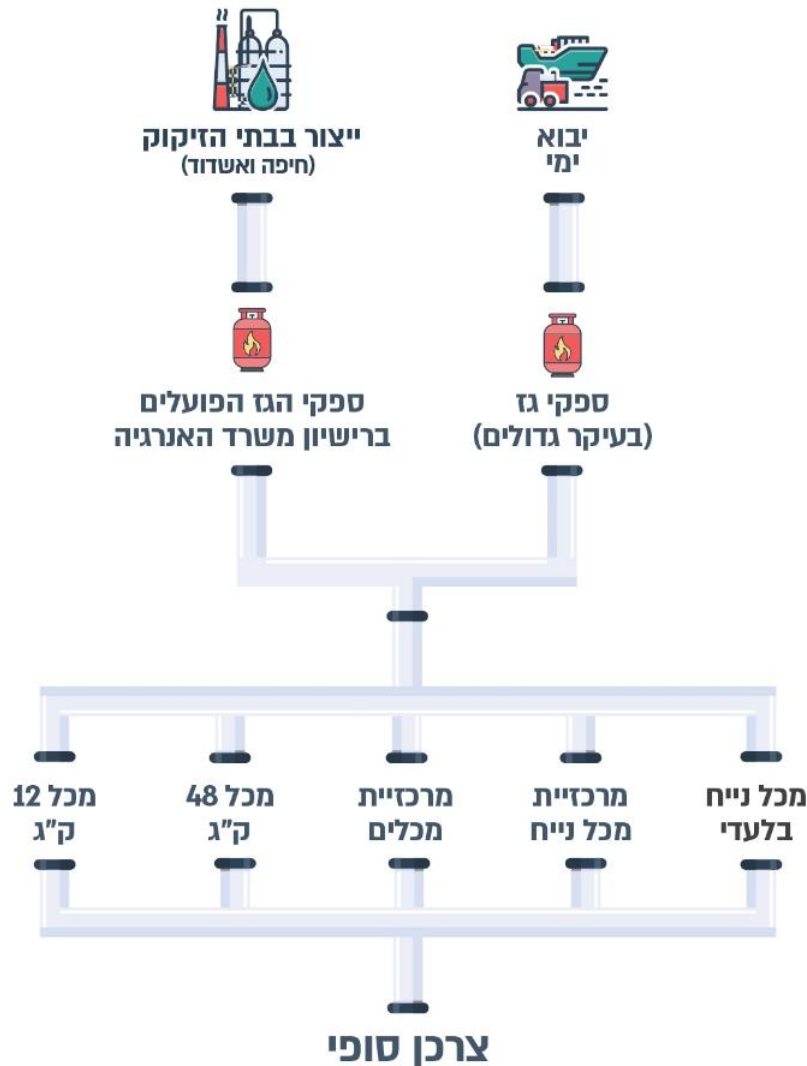 יבוא
ימי
ייצור בבתי הזיקוק
(חיפה ואשדוד)
ספקי גז
(בעיקר גדולים)
ספקי הגז הפועלים
ברישיון משרד האנרגיה
מכל נייח
בלעדי
מרכזיית
מכל נייח
מרכזיית
מכלים
מכל 48
ק"ג
מכל 12
ק"ג
צרכן סופי